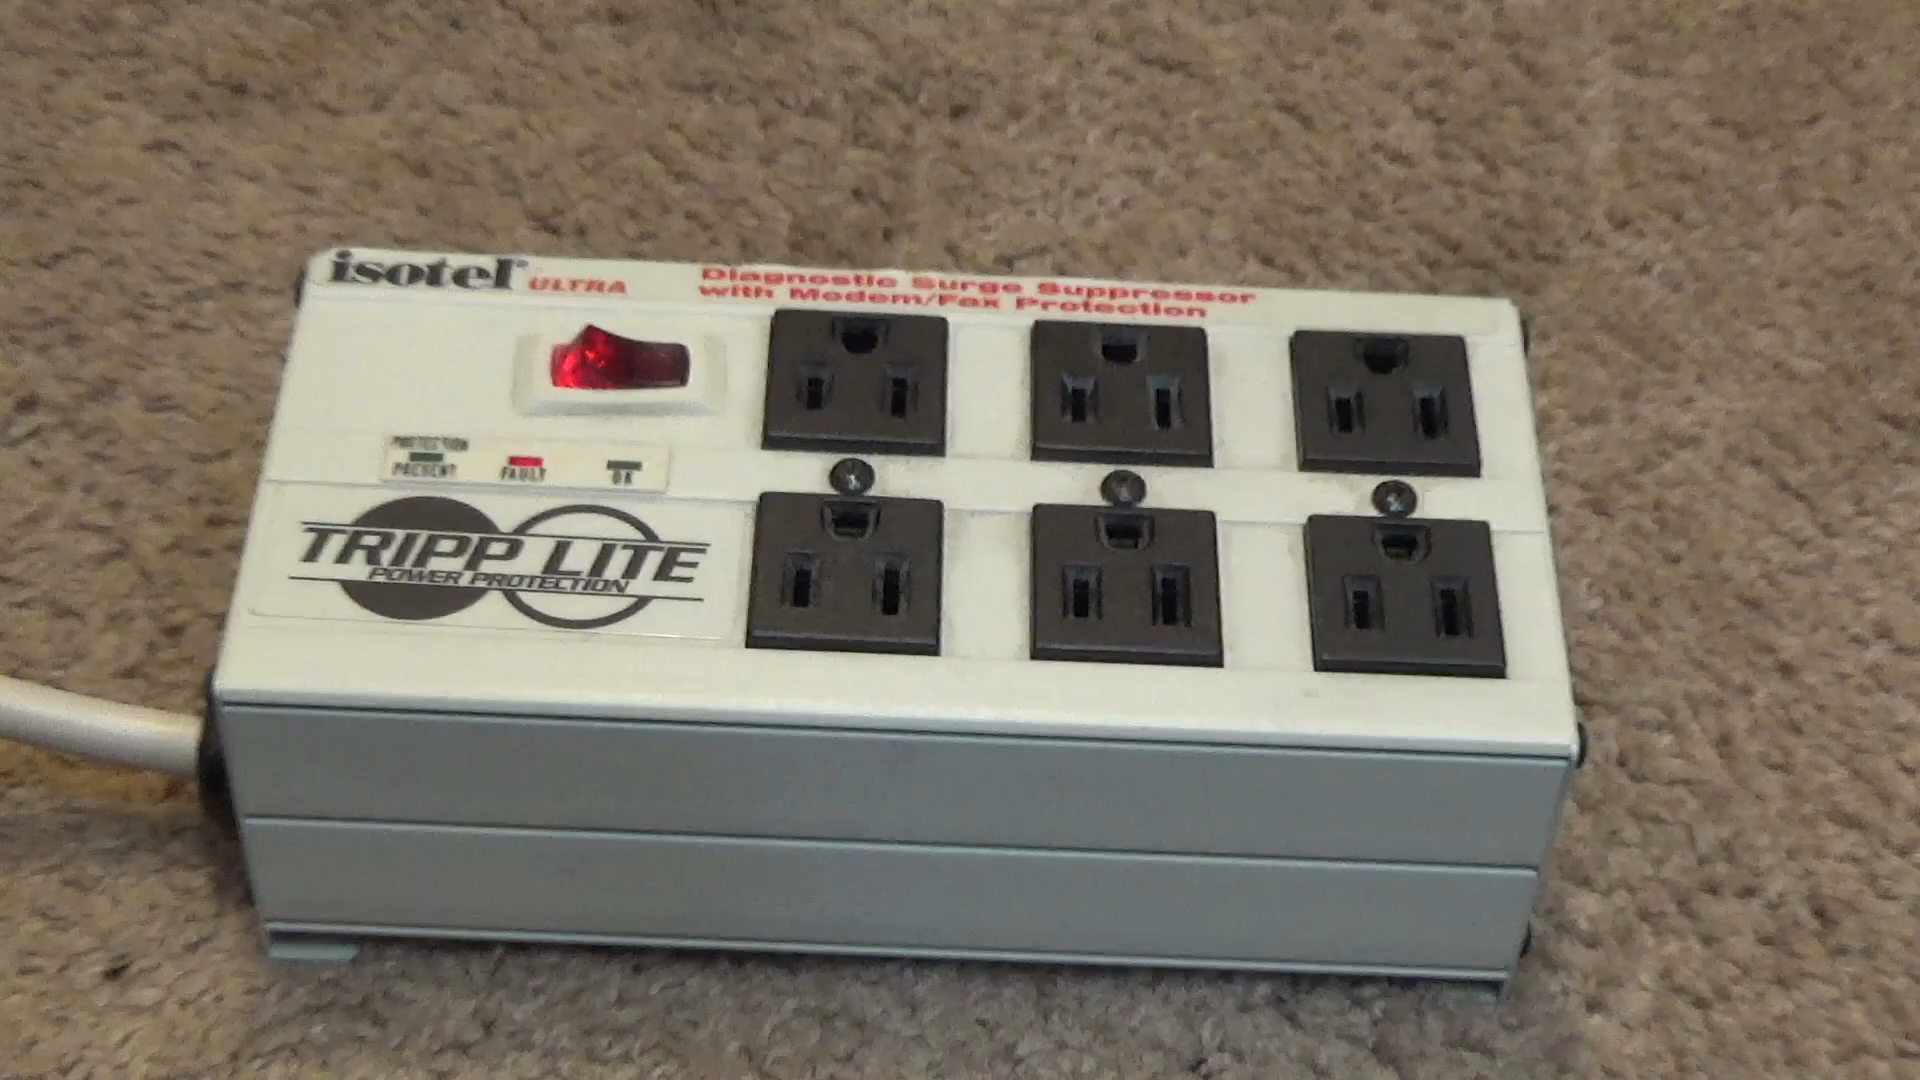 isotel® ULTRA
Diagnostic Surge Suppressor
with Modem/Fax Protection
PROTECTION
PRESENT
FAULT
OK
TRIPP LITE
POWER PROTECTION